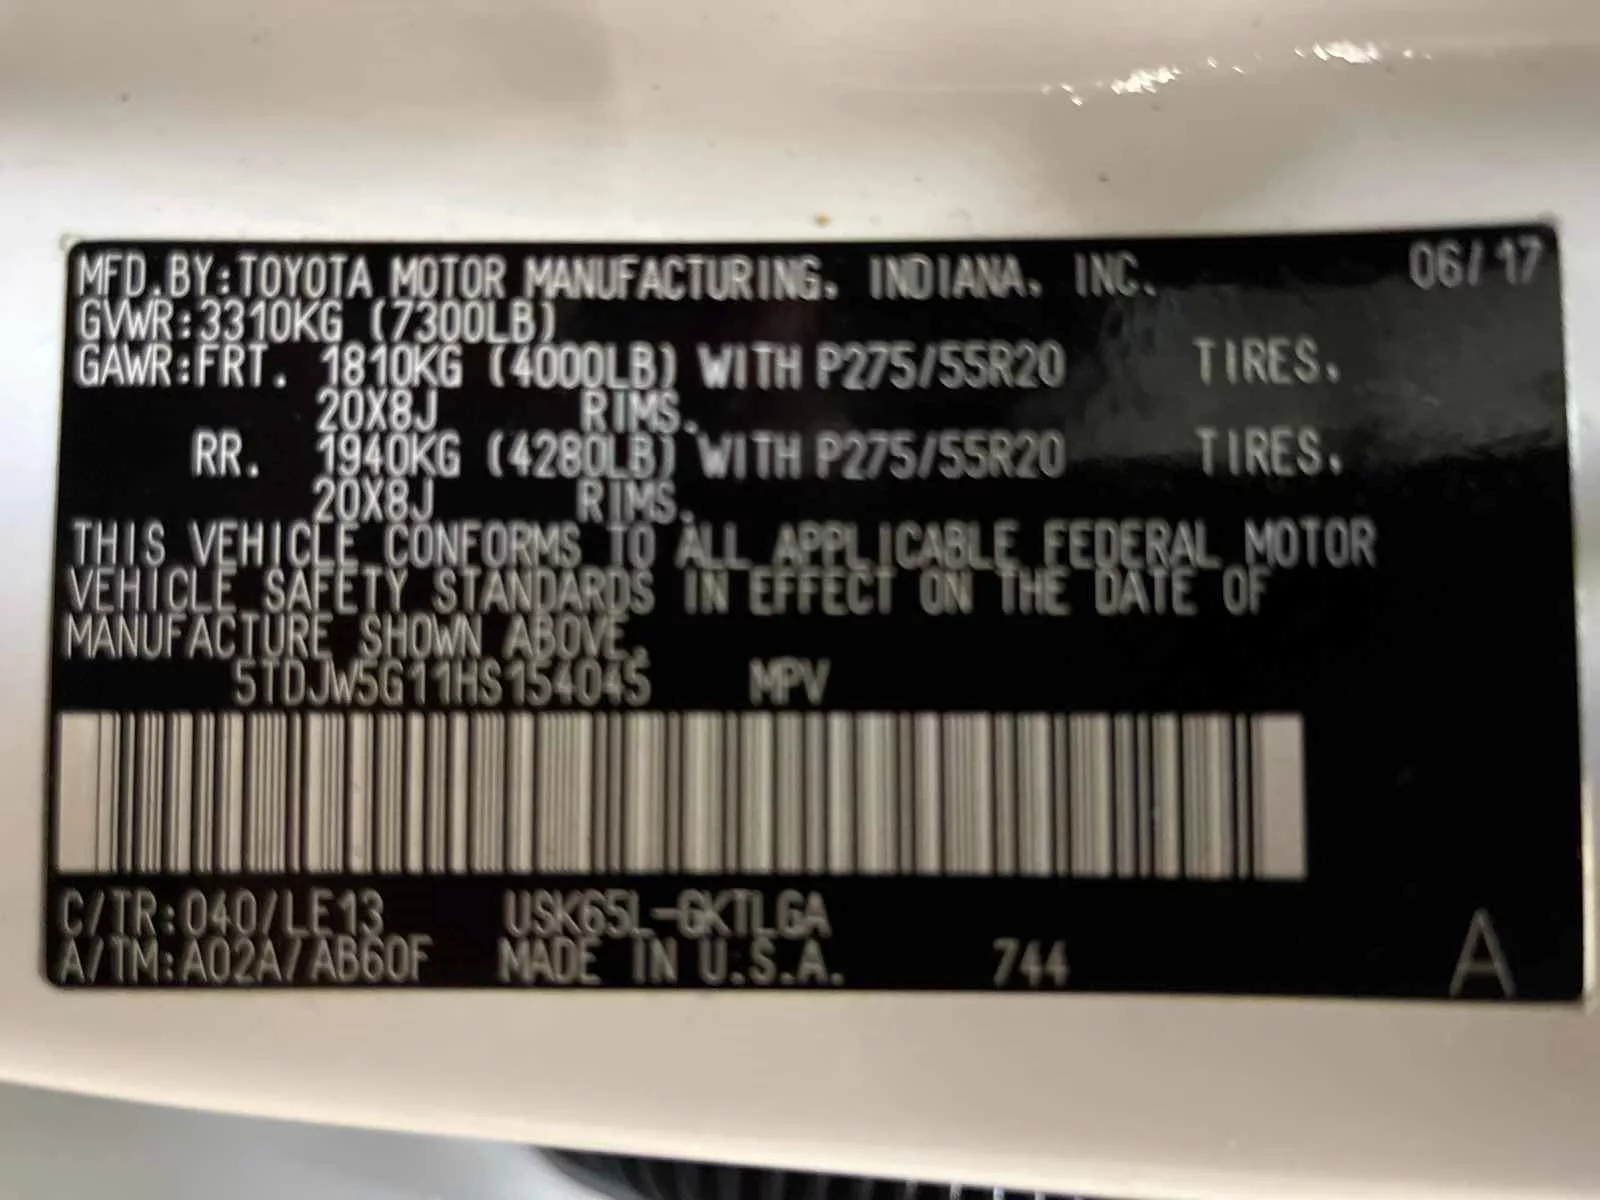 MFD.BY:TOYOTA MOTOR MANUFACTURING, INDIANA, INC. 06/17
GVWR:3310KG (7300LB)
GAWR:FRT. 1810KG (4000LB) WITH P275/55R20 TIRES.
20X8J RIMS.
RR. 1940KG (4280LB) WITH P275/55R20 TIRES.
20X8J RIMS.
THIS VEHICLE CONFORMS TO ALL APPLICABLE FEDERAL MOTOR
VEHICLE SAFETY STANDARDS IN EFFECT ON THE DATE OF
MANUFACTURE SHOWN ABOVE.
5TDJW5G11HS154045 MPV
C/TR:040/LE13 USK65L-GKTLGA
A/TM:A02A/AB60F MADE IN U.S.A. 744 A